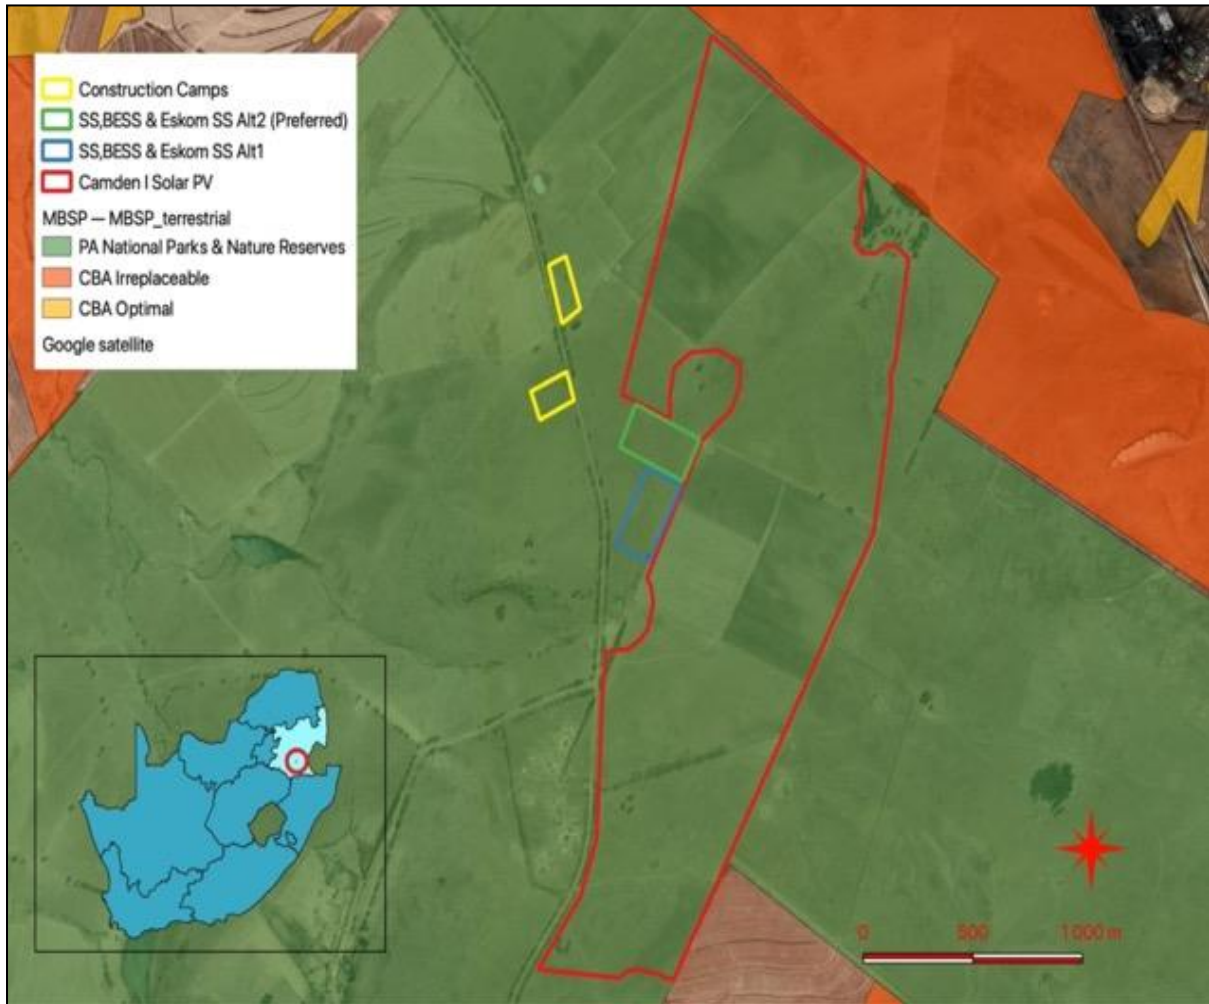 Construction Camps
SS,BESS & Eskom SS Alt2 (Preferred)
SS,BESS & Eskom SS Alt1
Camden I Solar PV
MBSP — MBSP_terrestrial
PA National Parks & Nature Reserves
CBA Irreplaceable
CBA Optimal
Google satellite
0 500 1000 m